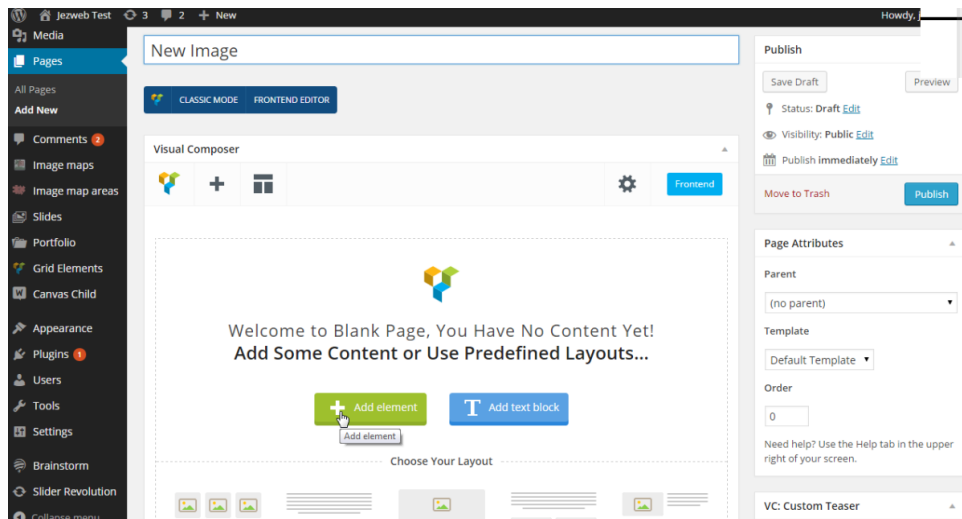 Jezweb Test 3 2 + New Howdy, j
Media
Pages
All Pages
Add New
Comments 2
Image maps
Image map areas
Slides
Portfolio
Grid Elements
Canvas Child
Appearance
Plugins 1
Users
Tools
Settings
Brainstorm
Slider Revolution
Collapse menu
New Image
CLASSIC MODE FRONTEND EDITOR
Visual Composer
Frontend
Welcome to Blank Page, You Have No Content Yet!
Add Some Content or Use Predefined Layouts...
Add element
T Add text block
Add element
Choose Your Layout
Publish
Save Draft Preview
Status: Draft Edit
Visibility: Public Edit
Publish immediately Edit
Move to Trash Publish
Page Attributes
Parent
(no parent)
Template
Default Template
Order
0
Need help? Use the Help tab in the upper
right of your screen.
VC: Custom Teaser